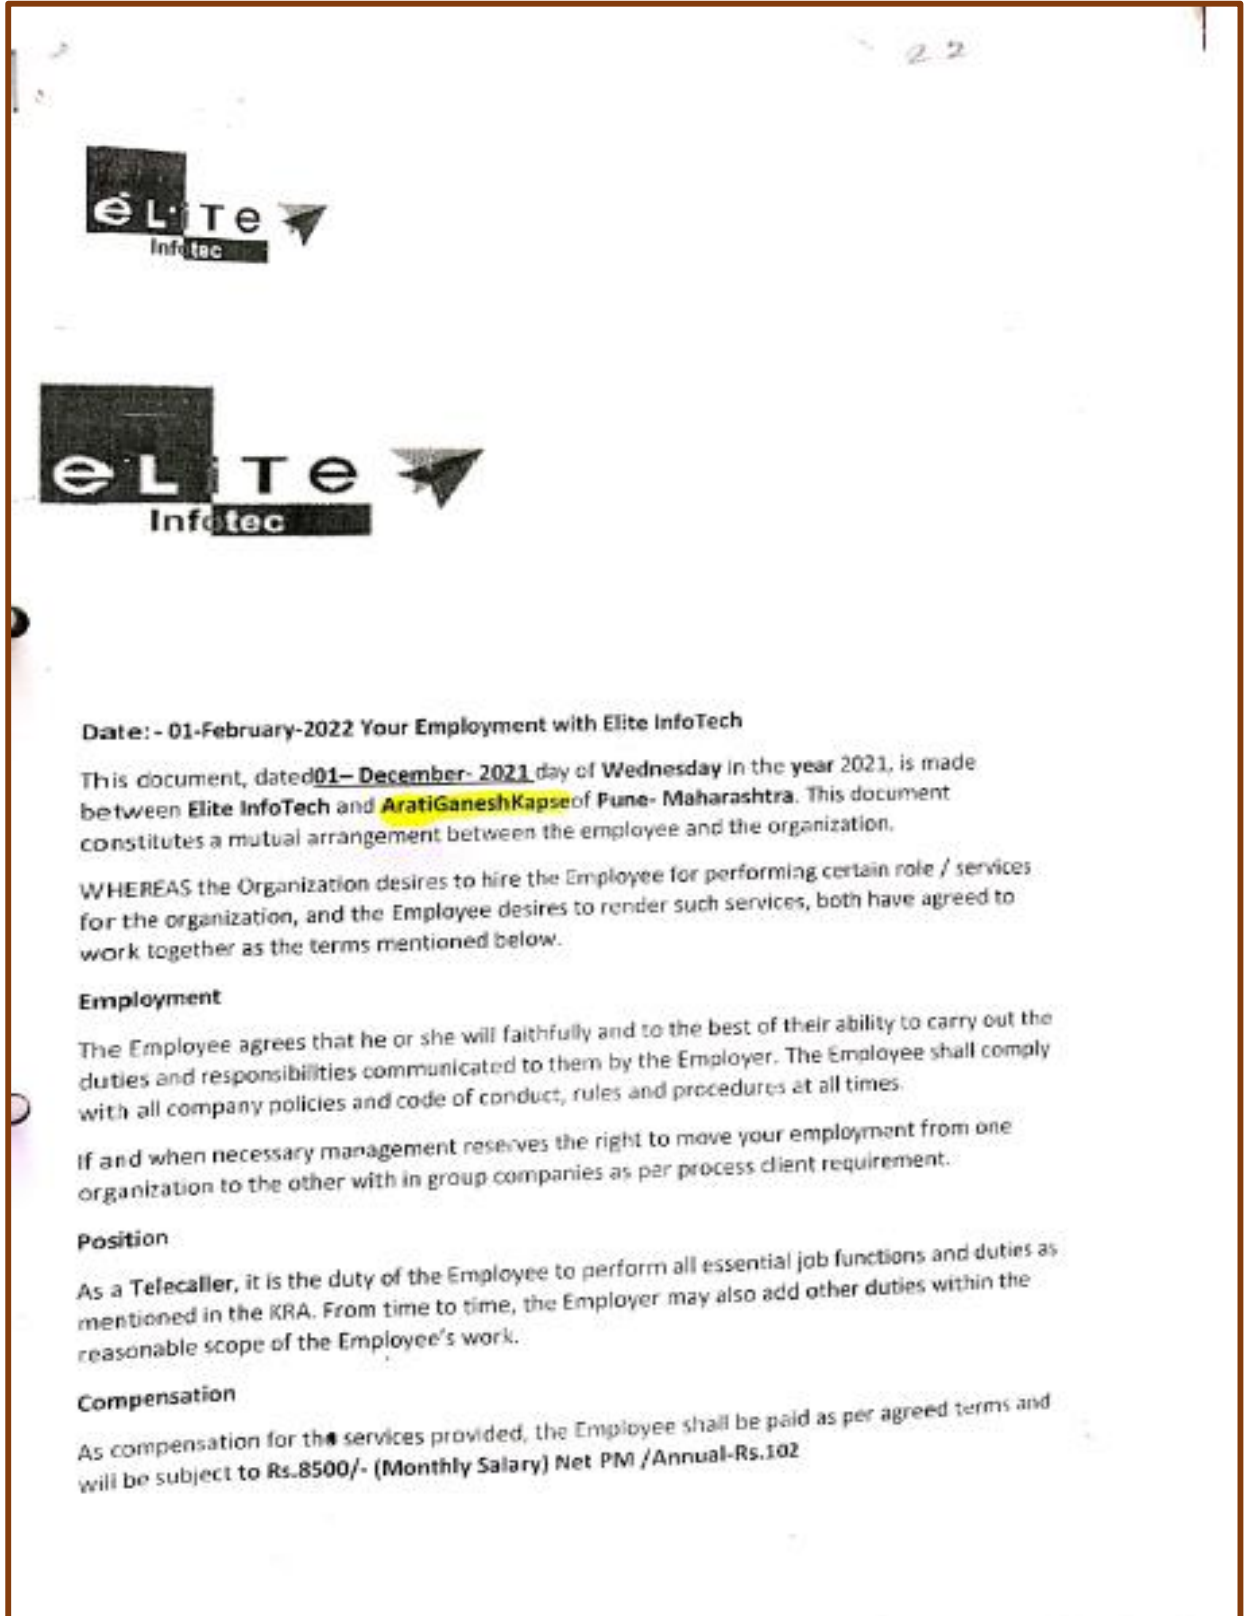 22
eLiTe
Infotec
eLiTe
Infotec
Date:- 01-February-2022 Your Employment with Elite InfoTech
This document, dated01– December- 2021 day of Wednesday in the year 2021, is made
between Elite InfoTech and AratiGaneshKapseof Pune- Maharashtra. This document
constitutes a mutual arrangement between the employee and the organization.
WHEREAS the Organization desires to hire the Employee for performing certain role / services
for the organization, and the Employee desires to render such services, both have agreed to
work together as the terms mentioned below.
Employment
The Employee agrees that he or she will faithfully and to the best of their ability to carry out the
duties and responsibilities communicated to them by the Employer. The Employee shall comply
with all company policies and code of conduct, rules and procedures at all times.
If and when necessary management reserves the right to move your employment from one
organization to the other with in group companies as per process client requirement.
Position
As a Telecaller, it is the duty of the Employee to perform all essential job functions and duties as
mentioned in the KRA. From time to time, the Employer may also add other duties within the
reasonable scope of the Employee's work.
Compensation
As compensation for the services provided, the Employee shall be paid as per agreed terms and
will be subject to Rs.8500/- (Monthly Salary) Net PM /Annual-Rs.102